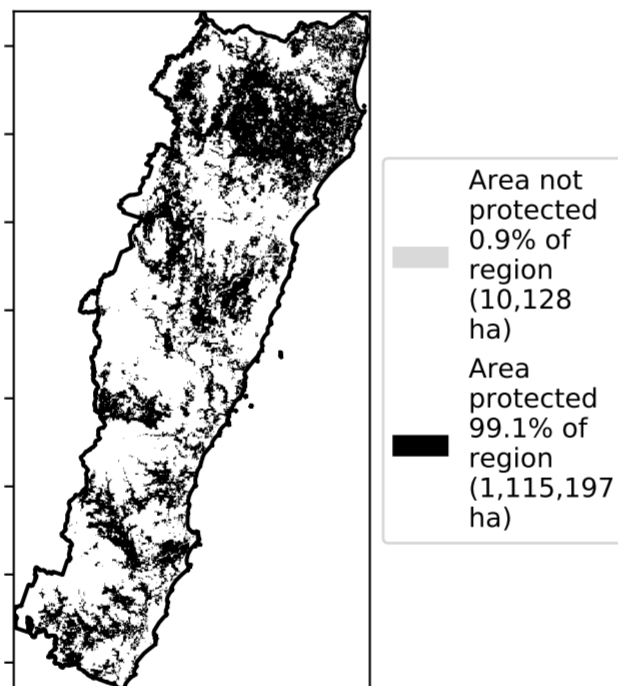 Area not
protected
0.9% of
region
(10,128
ha)
Area
protected
99.1% of
region
(1,115,197
ha)